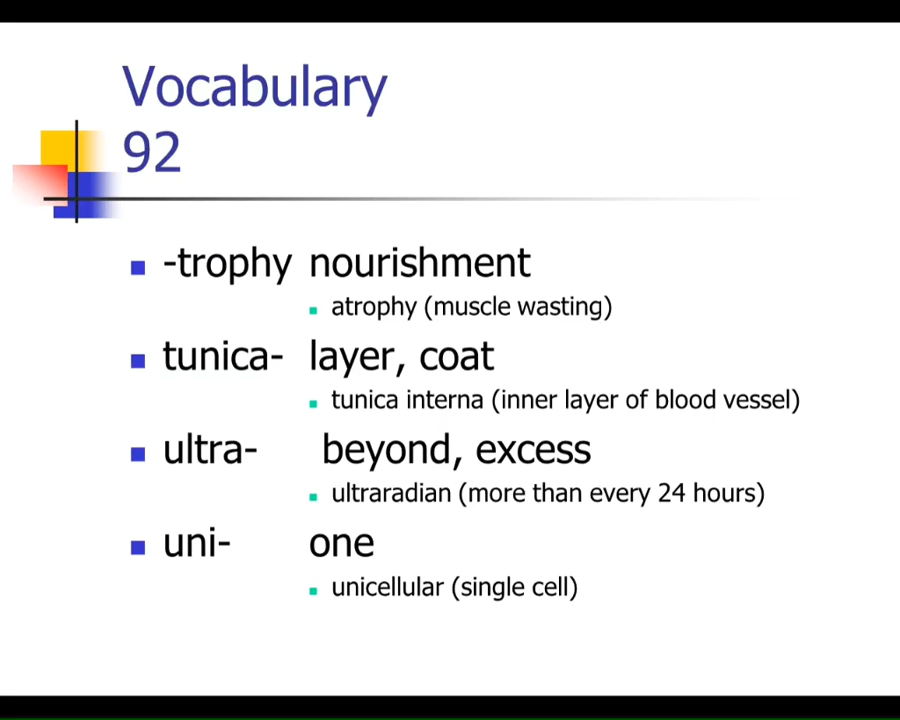 Vocabulary
92
-trophy nourishment
atrophy (muscle wasting)
tunica- layer, coat
tunica interna (inner layer of blood vessel)
ultra- beyond, excess
ultraradian (more than every 24 hours)
uni- one
unicellular (single cell)